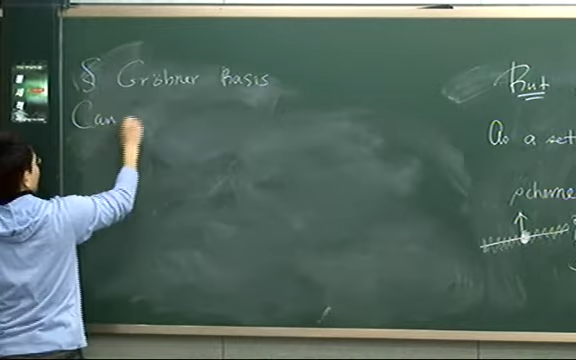 § Gröbner Basis
Can
But
As a set
scheme